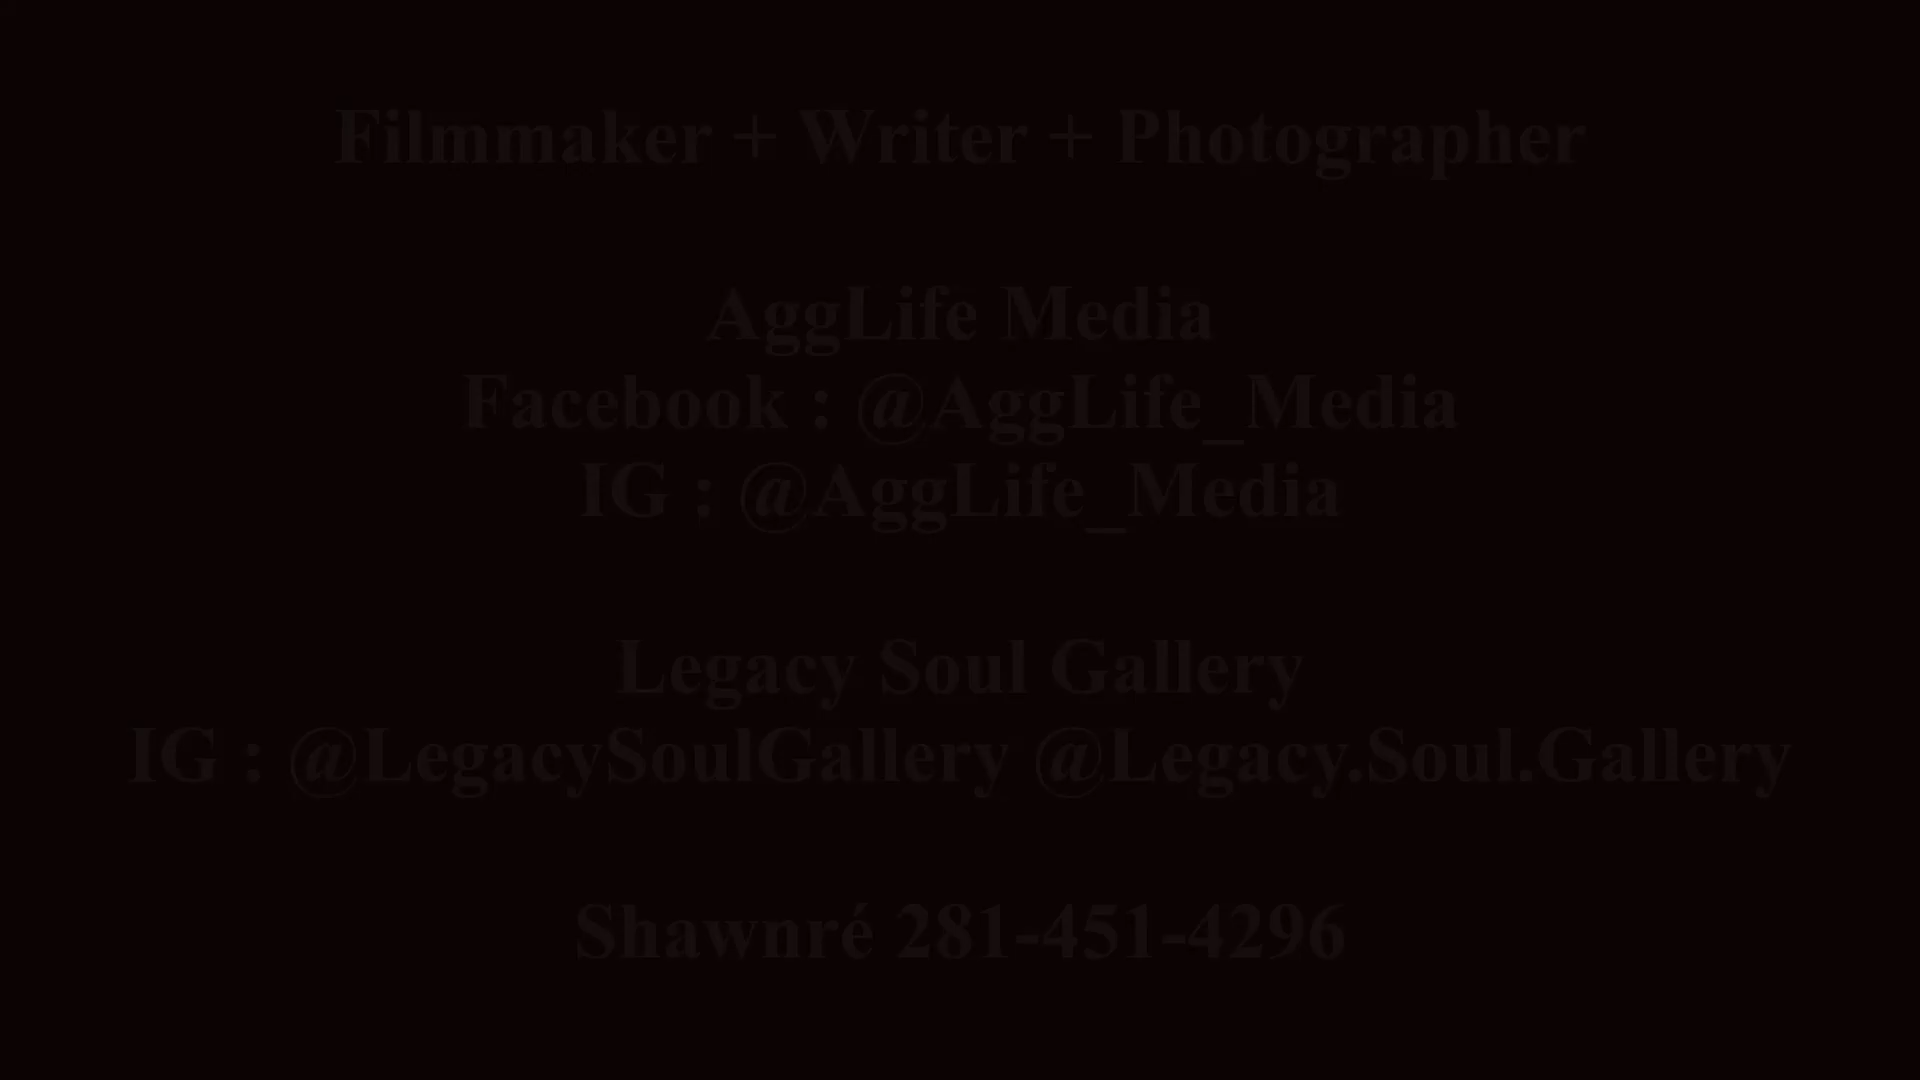 Filmmaker + Writer + Photographer
AggLife Media
Facebook : @AggLife_Media
IG : @AggLife_Media
Legacy Soul Gallery
IG : @LegacySoulGallery @Legacy.Soul.Gallery
Shawnré 281-451-4296